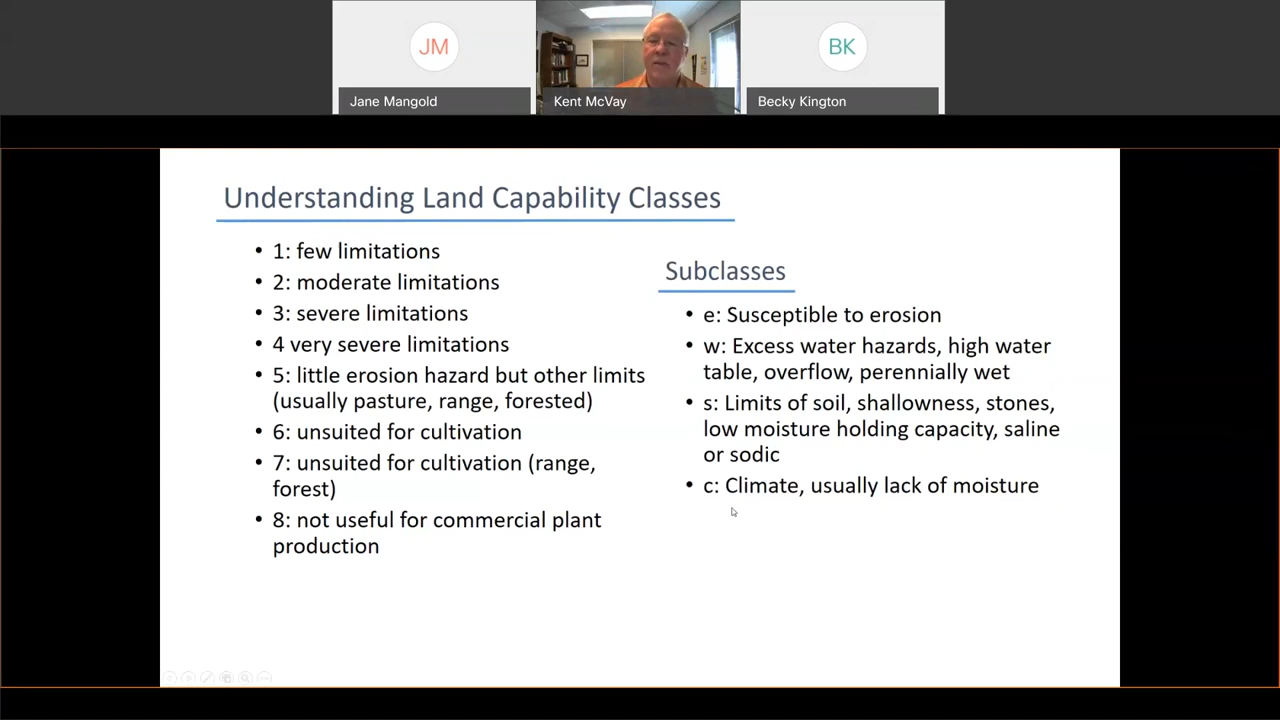 JM
BK
Jane Mangold
Kent McVay
Becky Kington
Understanding Land Capability Classes
• 1: few limitations
• 2: moderate limitations
• 3: severe limitations
• 4 very severe limitations
• 5: little erosion hazard but other limits
(usually pasture, range, forested)
• 6: unsuited for cultivation
• 7: unsuited for cultivation (range,
forest)
• 8: not useful for commercial plant
production
Subclasses
• e: Susceptible to erosion
• w: Excess water hazards, high water
table, overflow, perennially wet
• s: Limits of soil, shallowness, stones,
low moisture holding capacity, saline
or sodic
• c: Climate, usually lack of moisture